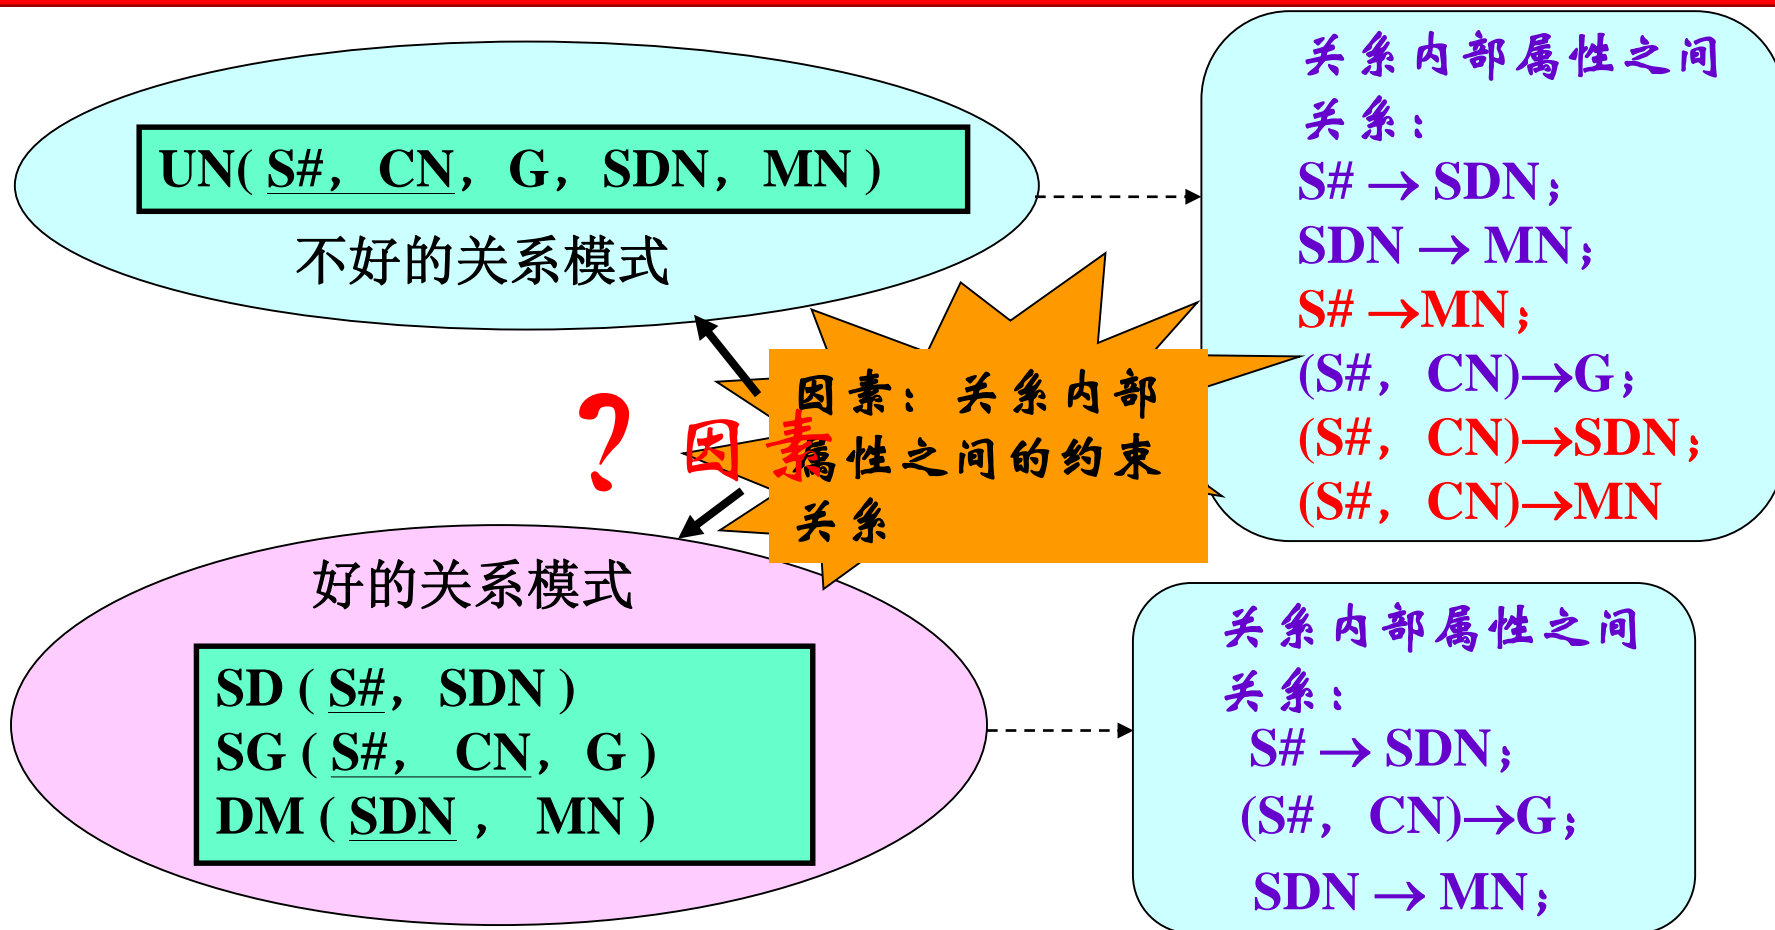 UN( S#， CN， G， SDN， MN )
不好的关系模式
关系内部属性之间
关系：
S# → SDN；
SDN → MN；
S# →MN；
(S#， CN)→G；
(S#， CN)→SDN；
(S#， CN)→MN
？因素
因素：关系内部
属性之间的约束
关系
好的关系模式
SD ( S#， SDN )
SG ( S#， CN， G )
DM ( SDN ， MN )
关系内部属性之间
关系：
S# → SDN；
(S#， CN)→G；
SDN → MN；